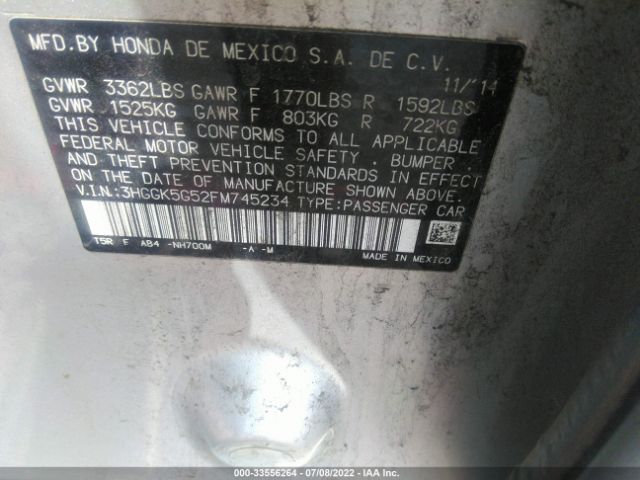 MFD.BY HONDA DE MEXICO S.A. DE C.V.
11/'14
GVWR 3362LBS GAWR F 1770LBS R 1592LBS
GVWR 1525KG GAWR F 803KG R 722KG
THIS VEHICLE CONFORMS TO ALL APPLICABLE
FEDERAL MOTOR VEHICLE SAFETY , BUMPER ,
AND THEFT PREVENTION STANDARDS IN EFFECT
ON THE DATE OF MANUFACTURE SHOWN ABOVE.
V.I.N:3HGGK5G52FM745234 TYPE:PASSENGER CAR
T5R F AB4 -NH700M -A -M
MADE IN MEXICO
000-33556264 - 07/08/2022 - IAA Inc.